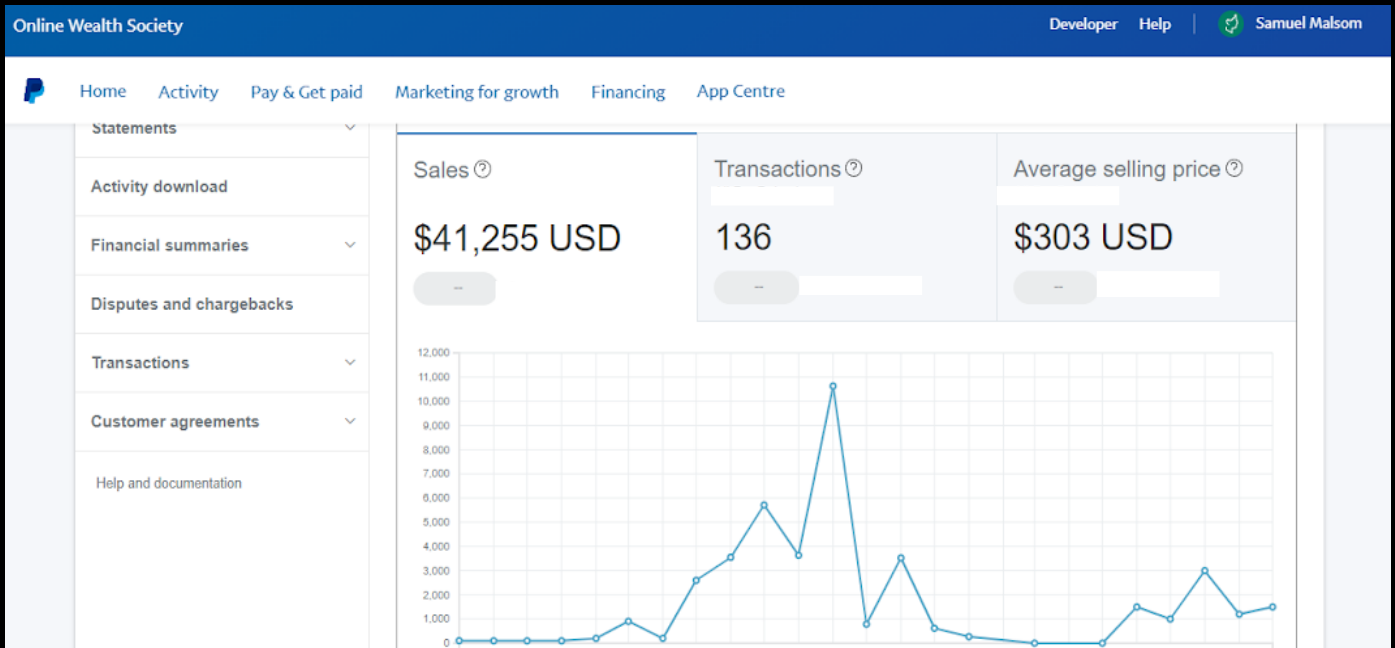 Online Wealth Society
Developer Help Samuel Malsom
Home Activity Pay & Get paid Marketing for growth Financing App Centre
Statements
Activity download
Financial summaries
Disputes and chargebacks
Transactions
Customer agreements
Help and documentation
Sales ?
$41,255 USD
--
Transactions ?
136
--
Average selling price ?
$303 USD
--
12,000
11,000
10,000
9,000
8,000
7,000
6,000
5,000
4,000
3,000
2,000
1,000
0